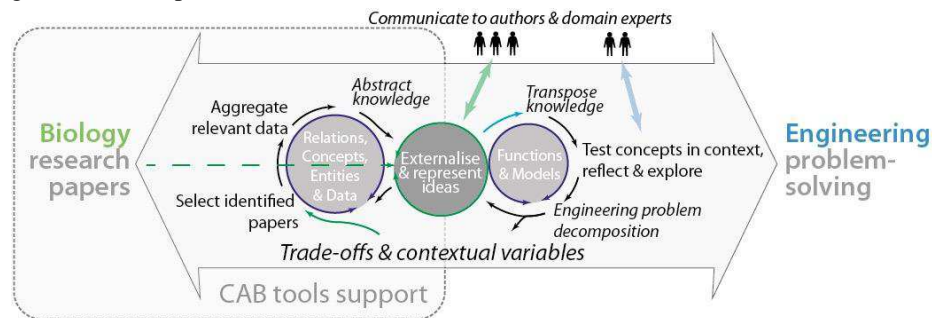 Communicate to authors & domain experts
Abstract
knowledge
Transpose
knowledge
Aggregate
relevant data
Biology
research
papers
Relations,
Concepts,
Entities
& Data
Externalise
& represent
ideas
Functions
& Models
Test concepts in context,
reflect & explore
Engineering
problem-
solving
Select identified
papers
Engineering problem
decomposition
Trade-offs & contextual variables
CAB tools support